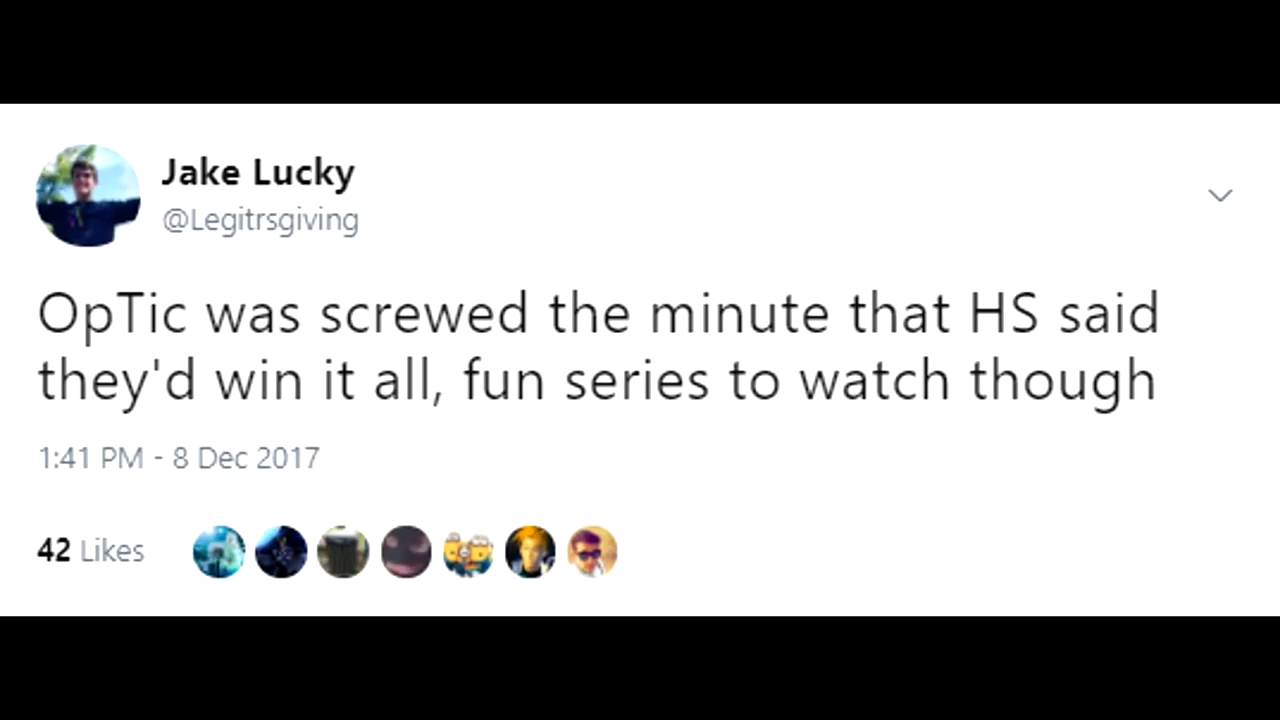 Jake Lucky
@Legitrsgiving
OpTic was screwed the minute that HS said
they'd win it all, fun series to watch though
1:41 PM - 8 Dec 2017
42 Likes